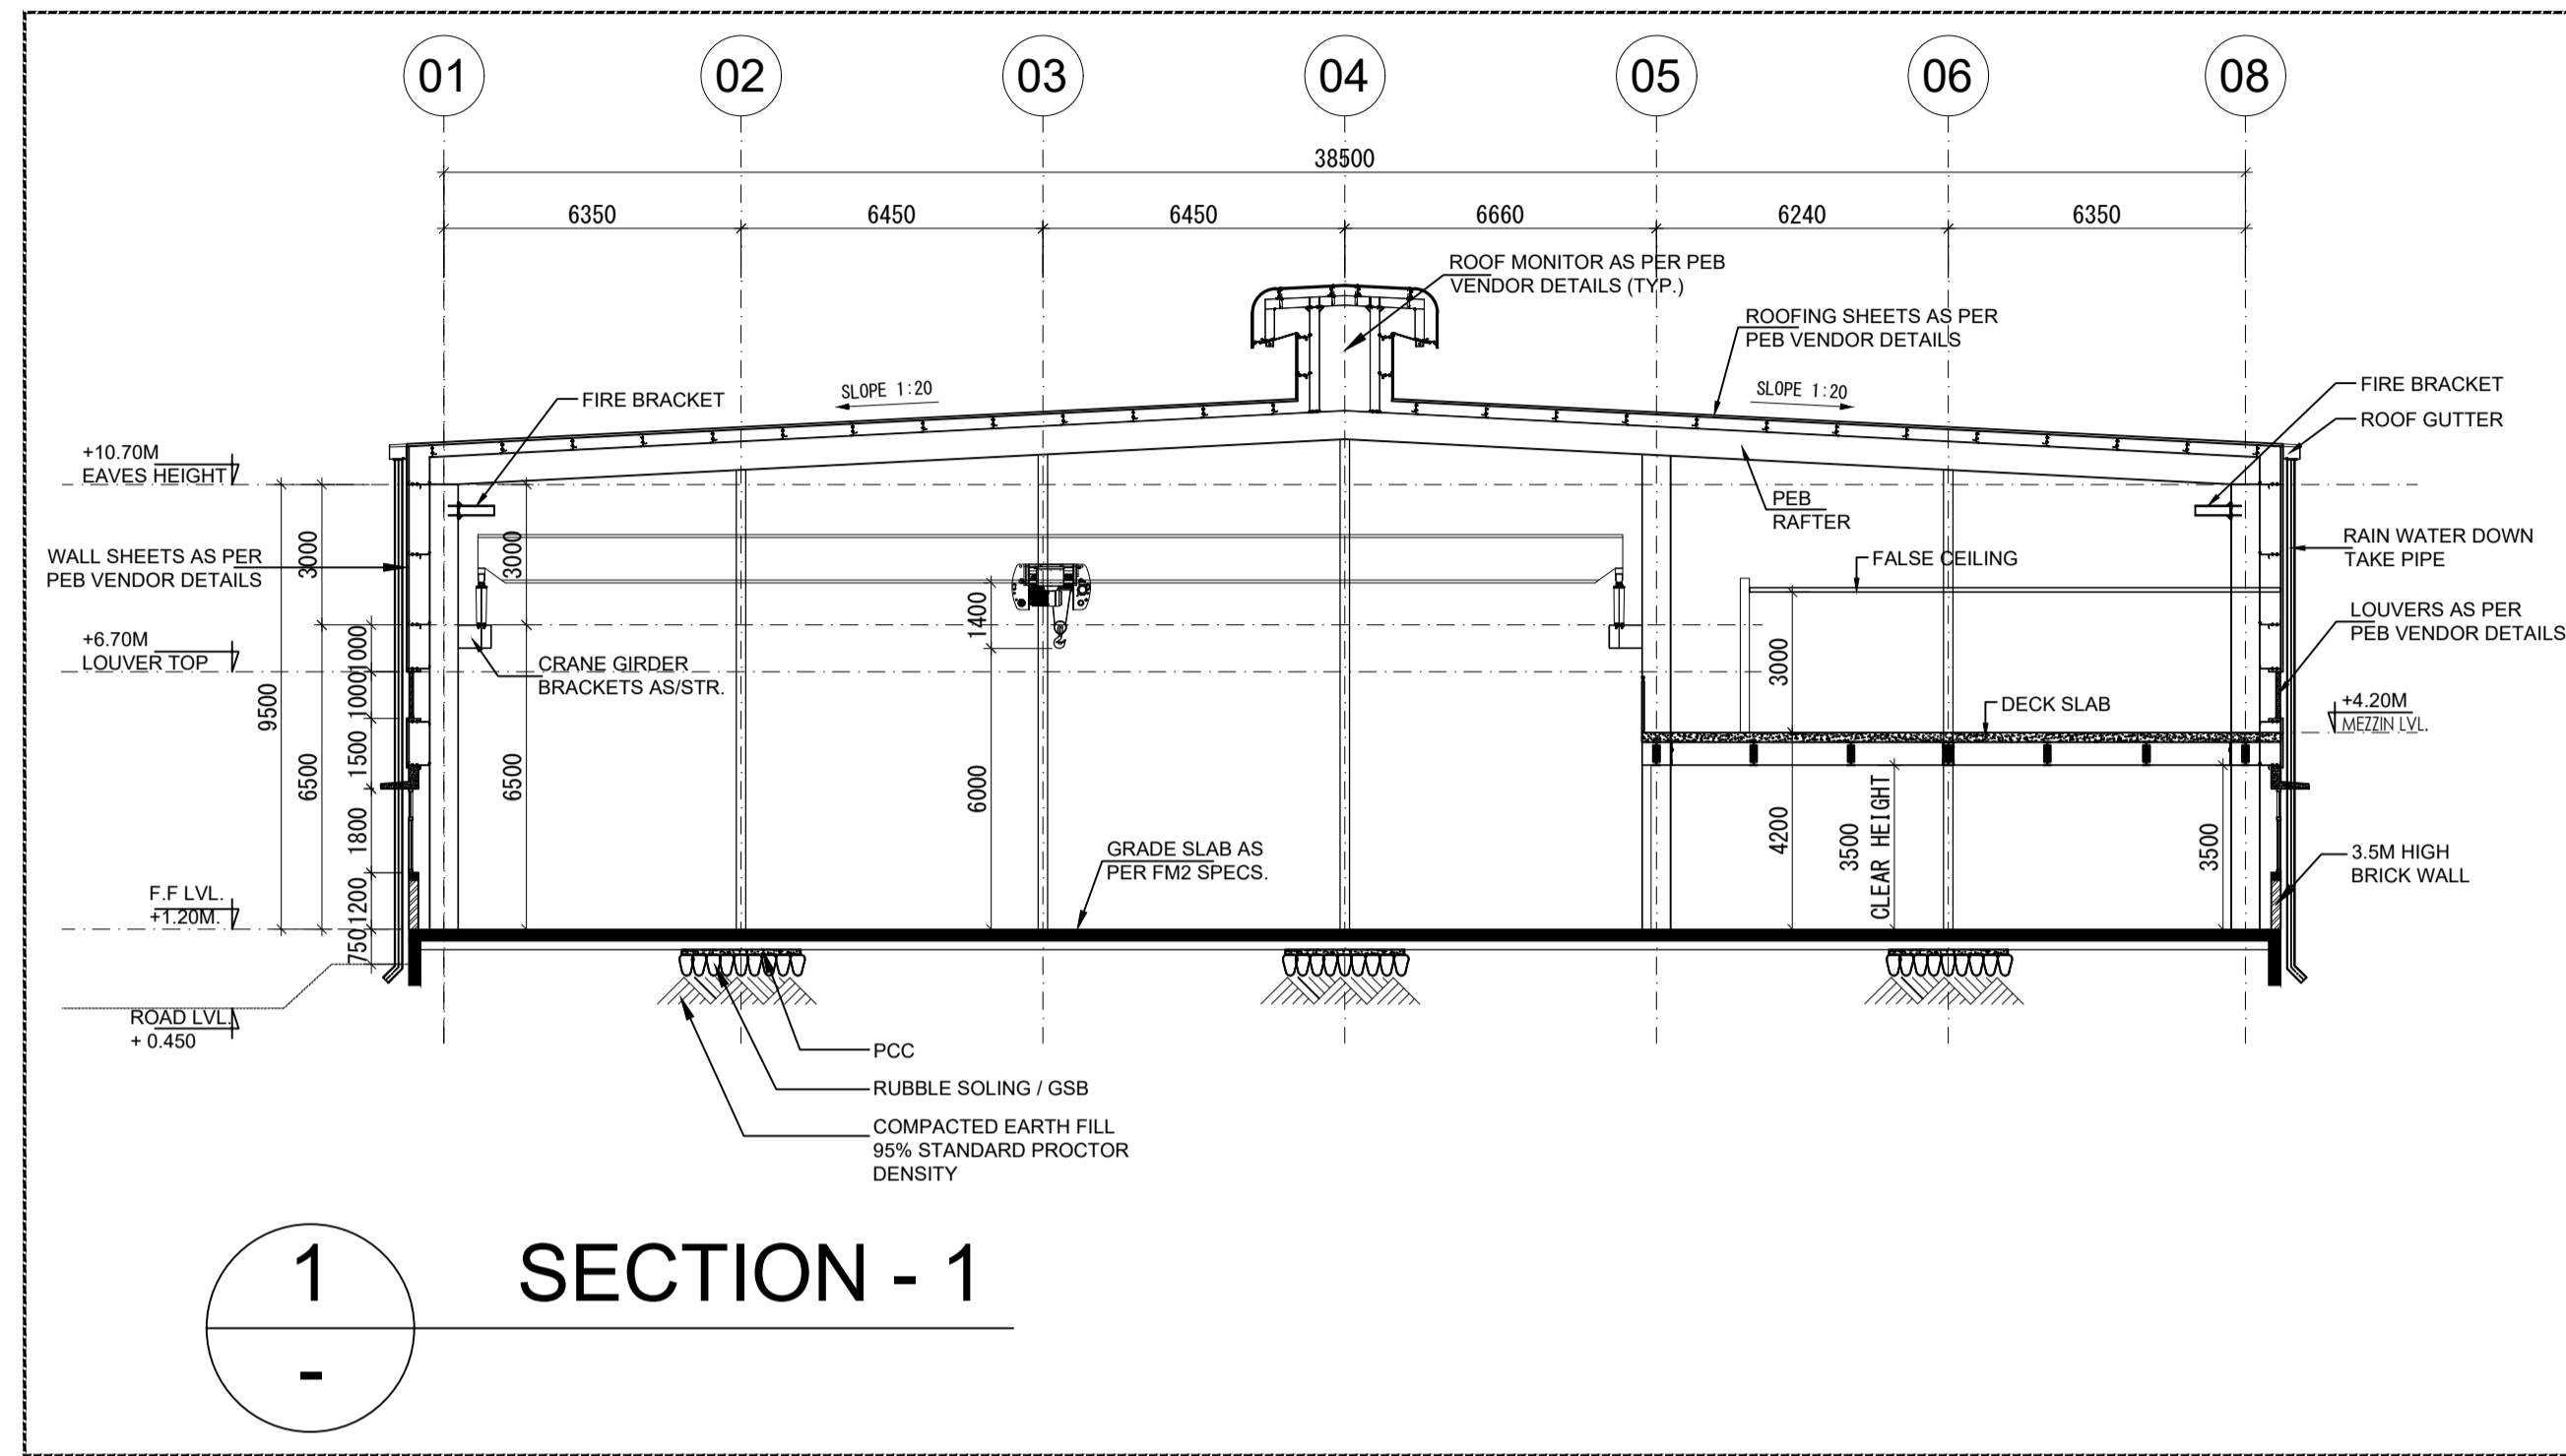 01 02 03 04 05 06 08
38500
6350 6450 6450 6660 6240 6350
ROOF MONITOR AS PER PEB
VENDOR DETAILS (TYP.)
ROOFING SHEETS AS PER
PEB VENDOR DETAILS
FIRE BRACKET
SLOPE 1:20
SLOPE 1:20
FIRE BRACKET
ROOF GUTTER
+10.70M
EAVES HEIGHT
PEB
RAFTER
WALL SHEETS AS PER
PEB VENDOR DETAILS
3000
3000
FALSE CEILING
RAIN WATER DOWN
TAKE PIPE
1400
LOUVERS AS PER
PEB VENDOR DETAILS
+6.70M
LOUVER TOP
1000
CRANE GIRDER
BRACKETS AS/STR.
3000
9500
1000
DECK SLAB
+4.20M
MEZZIN LVL.
1500
6500
6500
6000
1800
4200
3500
CLEAR HEIGHT
3500
GRADE SLAB AS
PER FM2 SPECS.
3.5M HIGH
BRICK WALL
F.F LVL.
+1.20M.
1200
750
ROAD LVL.
+ 0.450
PCC
RUBBLE SOLING / GSB
COMPACTED EARTH FILL
95% STANDARD PROCTOR
DENSITY
1
-
SECTION - 1